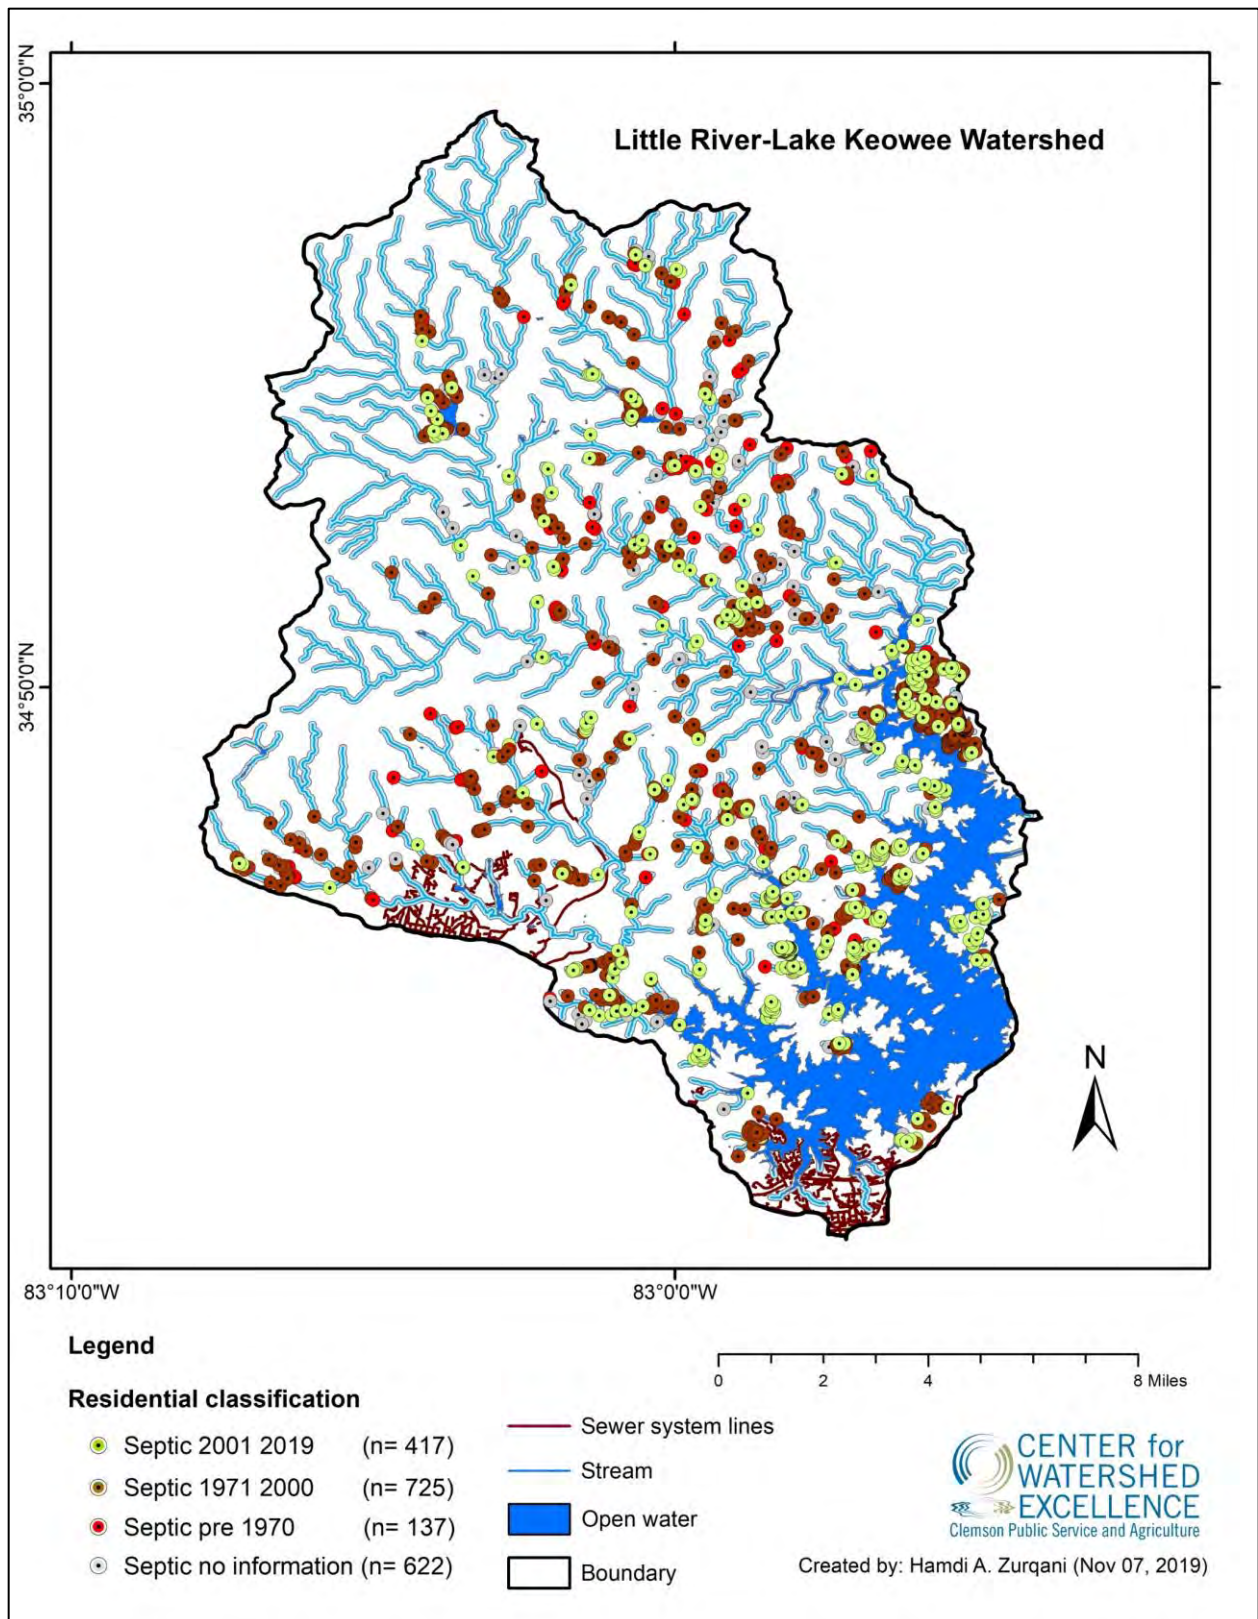 35°0'0"N
Little River-Lake Keowee Watershed
34°50'0"N
N
83°10'0"W
83°0'0"W
Legend
Residential classification
Septic 2001 2019 (n= 417)
Septic 1971 2000 (n= 725)
Septic pre 1970 (n= 137)
Septic no information (n= 622)
Sewer system lines
Stream
Open water
Boundary
0 2 4 8 Miles
CENTER for
WATERSHED
EXCELLENCE
Clemson Public Service and Agriculture
Created by: Hamdi A. Zurqani (Nov 07, 2019)